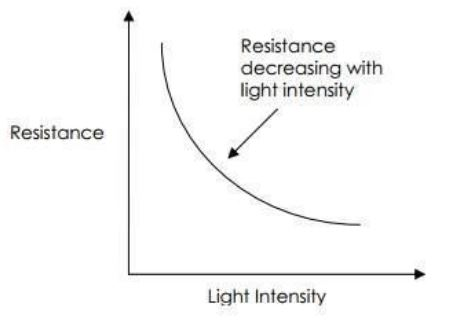 Resistance
decreasing with
light intensity
Resistance
Light Intensity